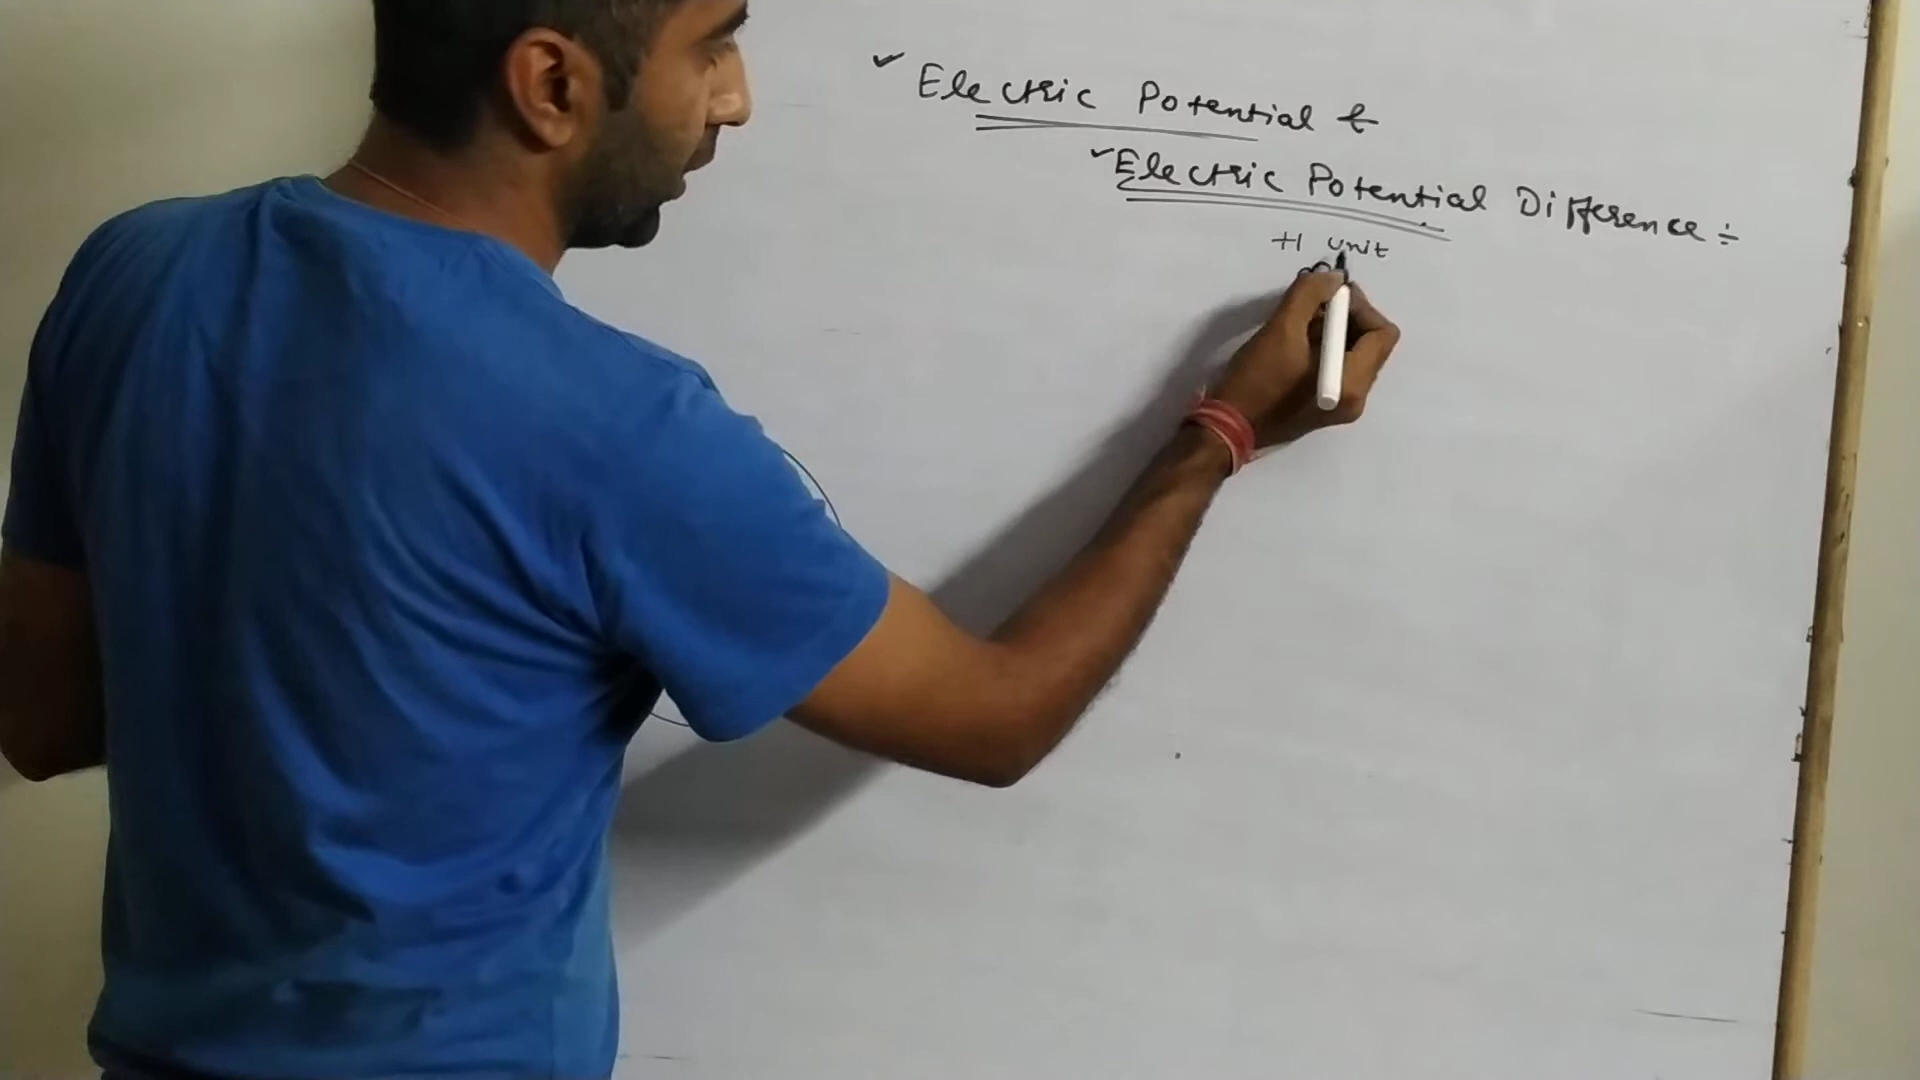 ✓ Electric Potential &
✓ Electric Potential Difference ÷
+1 unit